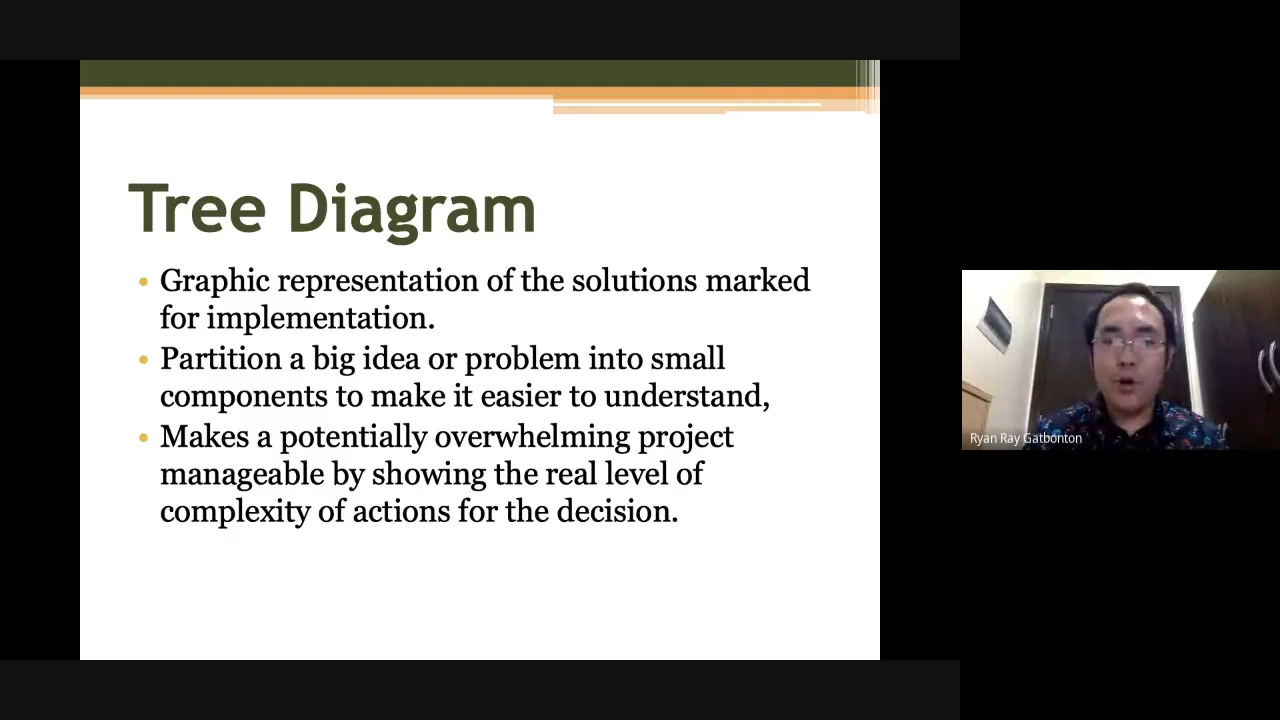 Tree Diagram
• Graphic representation of the solutions marked
for implementation.
• Partition a big idea or problem into small
components to make it easier to understand,
• Makes a potentially overwhelming project
manageable by showing the real level of
complexity of actions for the decision.
Ryan Ray Gatbonton